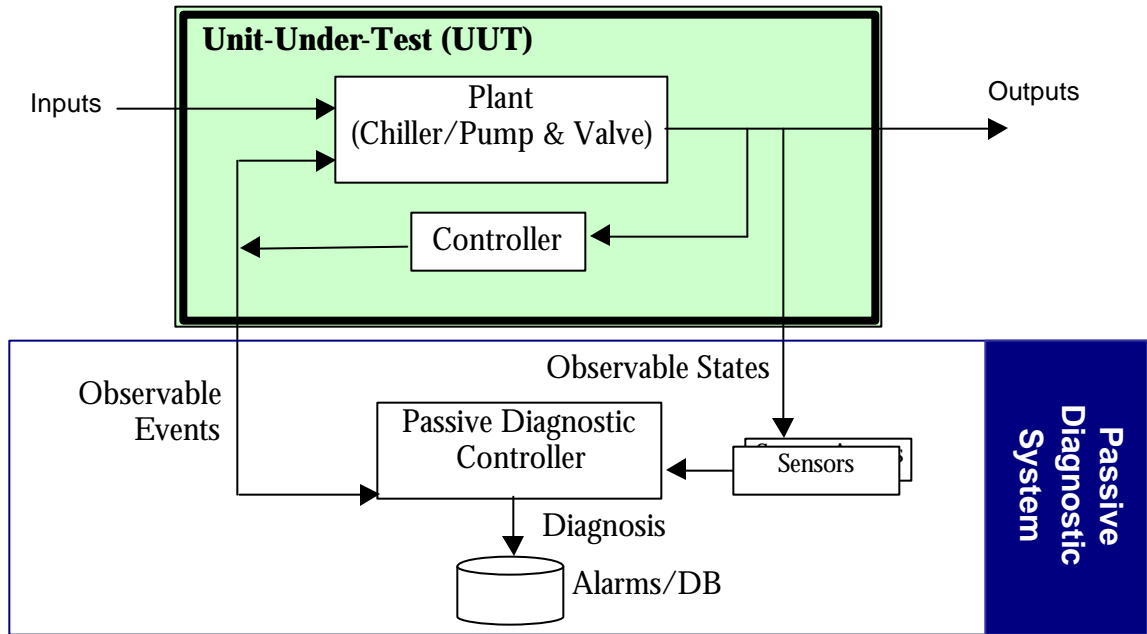 Unit-Under-Test (UUT)
Inputs
Plant
(Chiller/Pump & Valve)
Outputs
Controller
Observable
Events
Observable States
Passive Diagnostic
Controller
Sensors
Diagnosis
Alarms/DB
Passive
Diagnostic
System